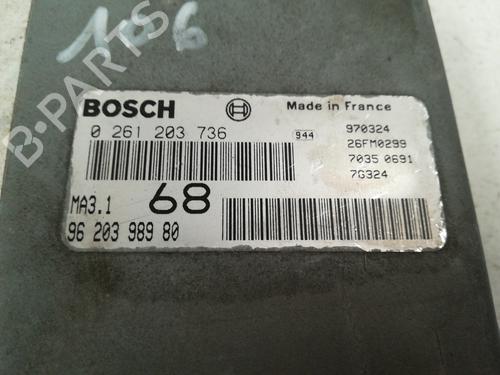 106
B-PARTS
BOSCH Made in France
0 261 203 736 944 970324
26FM0299
7035 0691
7G324
MA3.1 68
96 203 989 80